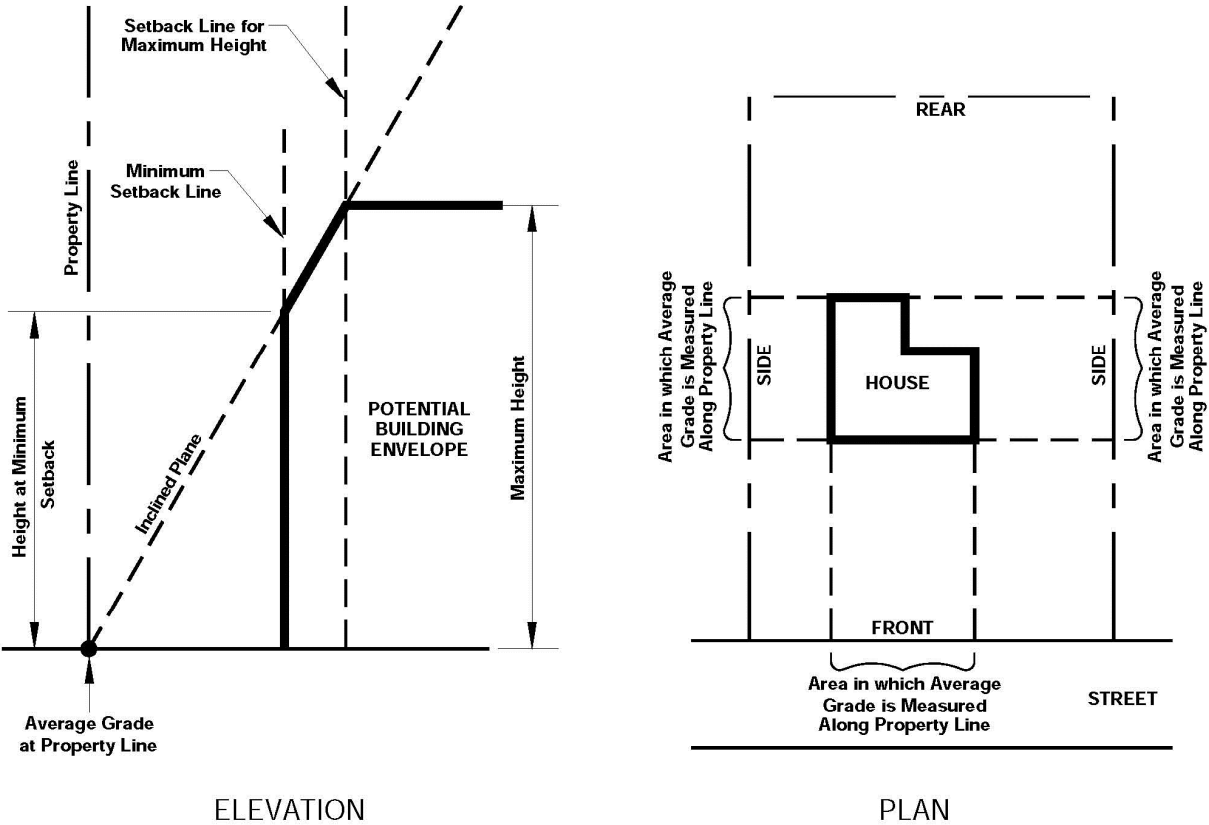 Setback Line for
Maximum Height
Property Line
Minimum
Setback Line
Height at Minimum
Setback
Inclined Plane
POTENTIAL
BUILDING
ENVELOPE
Maximum Height
Average Grade
at Property Line
ELEVATION
REAR
Area in which Average
Grade is Measured
Along Property Line
SIDE
HOUSE
SIDE
Area in which Average
Grade is Measured
Along Property Line
FRONT
Area in which Average
Grade is Measured
Along Property Line
STREET
PLAN